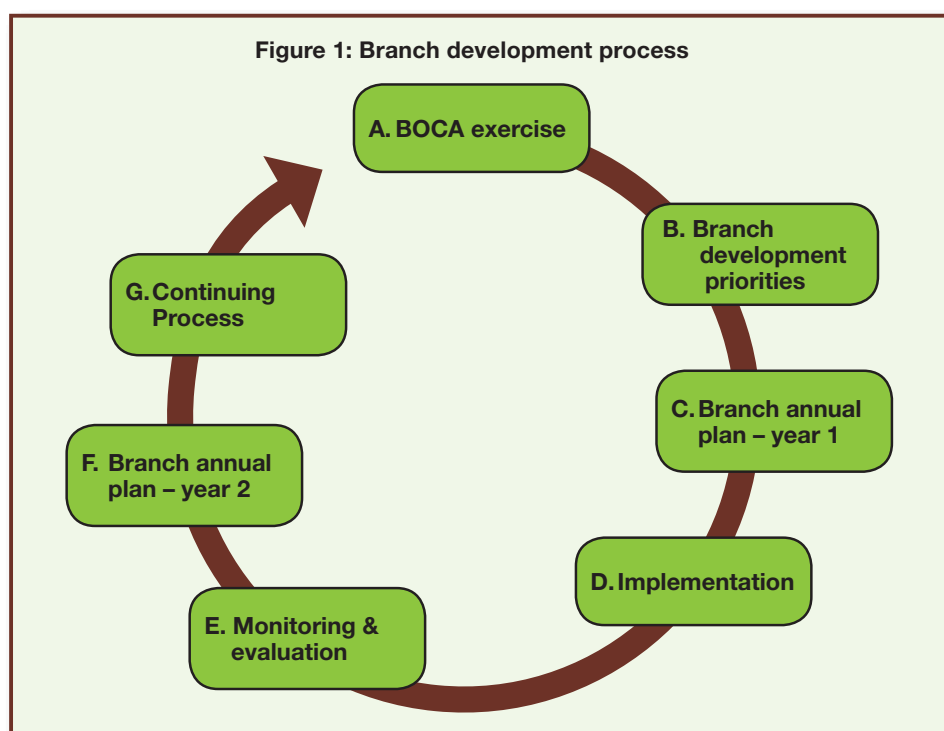 Figure 1: Branch development process
A. BOCA exercise
B. Branch
development
priorities
C. Branch annual
plan – year 1
D. Implementation
E. Monitoring &
evaluation
F. Branch annual
plan – year 2
G. Continuing
Process